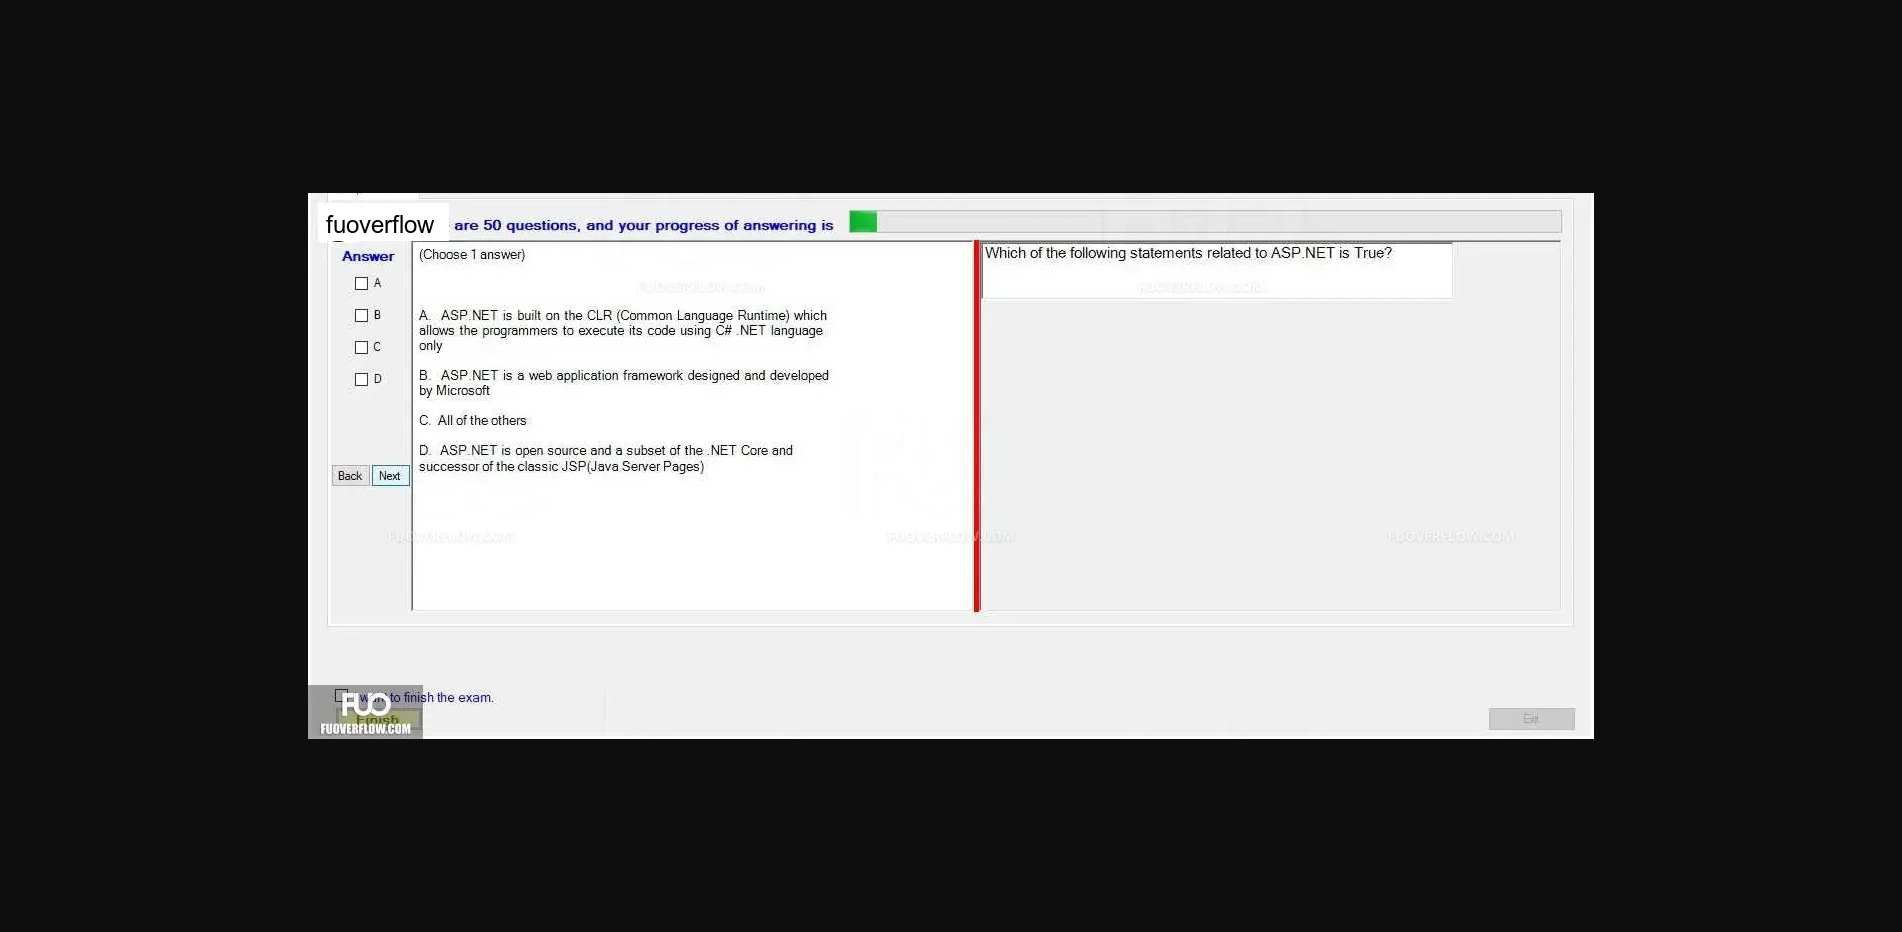 fuoverflow are 50 questions, and your progress of answering is
Answer
A
B
C
D
Back Next
(Choose 1 answer)
A. ASP.NET is built on the CLR (Common Language Runtime) which
allows the programmers to execute its code using C# .NET language
only
B. ASP.NET is a web application framework designed and developed
by Microsoft
C. All of the others
D. ASP.NET is open source and a subset of the .NET Core and
successor of the classic JSP(Java Server Pages)
Which of the following statements related to ASP.NET is True?
FUOVERFLOW.COM FUOVERFLOW.COM
FUOVERFLOW.COM FUOVERFLOW.COM FUOVERFLOW.COM
I want to finish the exam.
Finish
FUO
FUOVERFLOW.COM
Exit